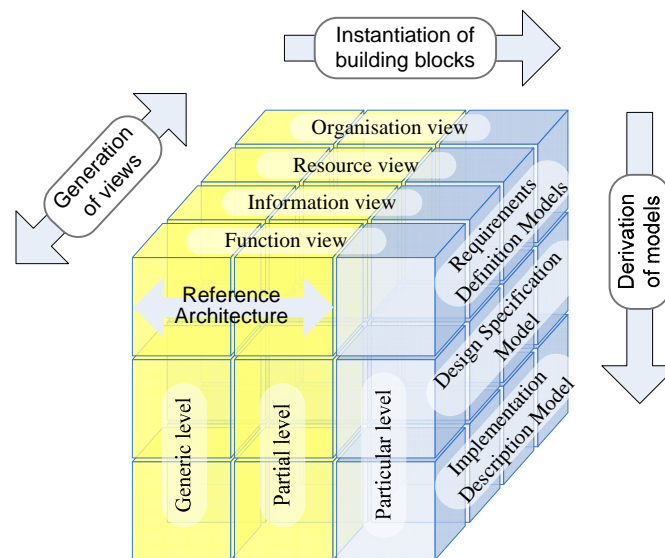 Instantiation of
building blocks
Generation
of views
Organisation view
Resource view
Information view
Function view
Reference
Architecture
Requirements
Definition Models
Design Specification
Model
Implementation
Description Model
Derivation
of models
Generic level
Partial level
Particular level